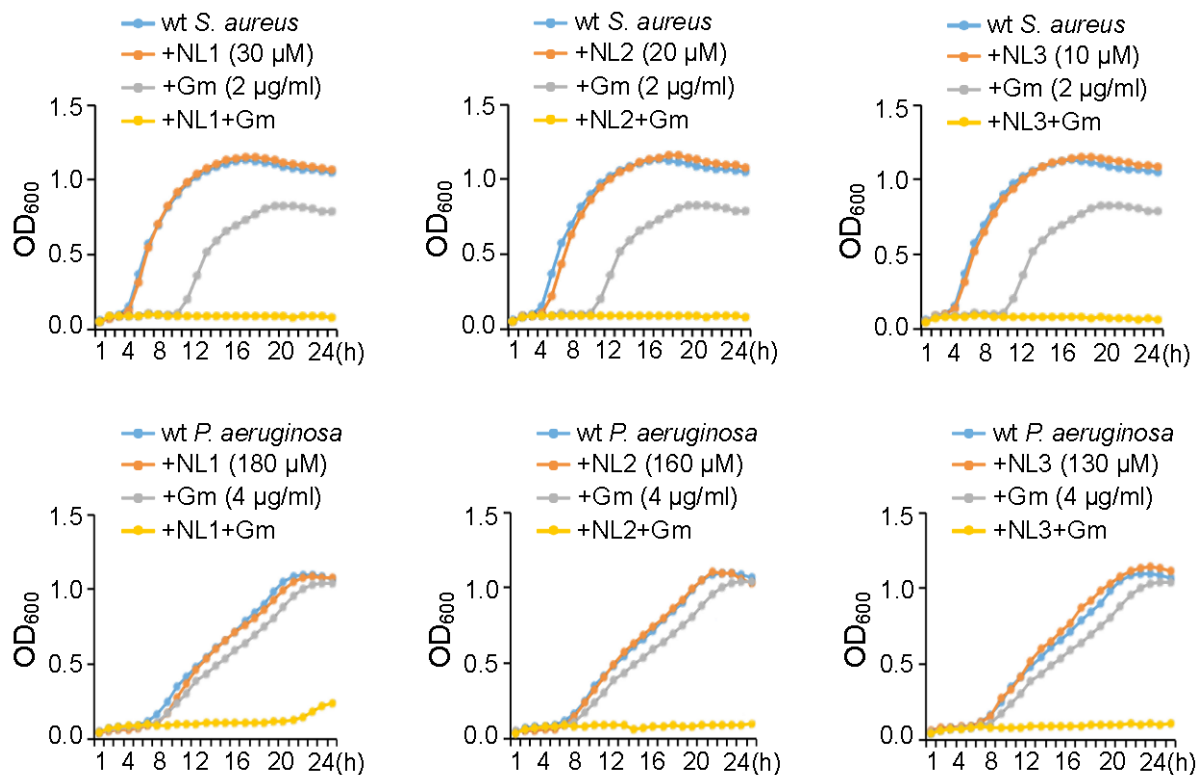 wt S. aureus
+NL1 (30 µM)
+Gm (2 µg/ml)
+NL1+Gm
OD600
1.5
1.0
0.5
0.0
1 4 8 12 16 20 24(h)
wt S. aureus
+NL2 (20 µM)
+Gm (2 µg/ml)
+NL2+Gm
OD600
1.5
1.0
0.5
0.0
1 4 8 12 16 20 24(h)
wt S. aureus
+NL3 (10 µM)
+Gm (2 µg/ml)
+NL3+Gm
OD600
1.5
1.0
0.5
0.0
1 4 8 12 16 20 24(h)
wt P. aeruginosa
+NL1 (180 µM)
+Gm (4 µg/ml)
+NL1+Gm
OD600
1.5
1.0
0.5
0.0
1 4 8 12 16 20 24(h)
wt P. aeruginosa
+NL2 (160 µM)
+Gm (4 µg/ml)
+NL2+Gm
OD600
1.5
1.0
0.5
0.0
1 4 8 12 16 20 24(h)
wt P. aeruginosa
+NL3 (130 µM)
+Gm (4 µg/ml)
+NL3+Gm
OD600
1.5
1.0
0.5
0.0
1 4 8 12 16 20 24(h)